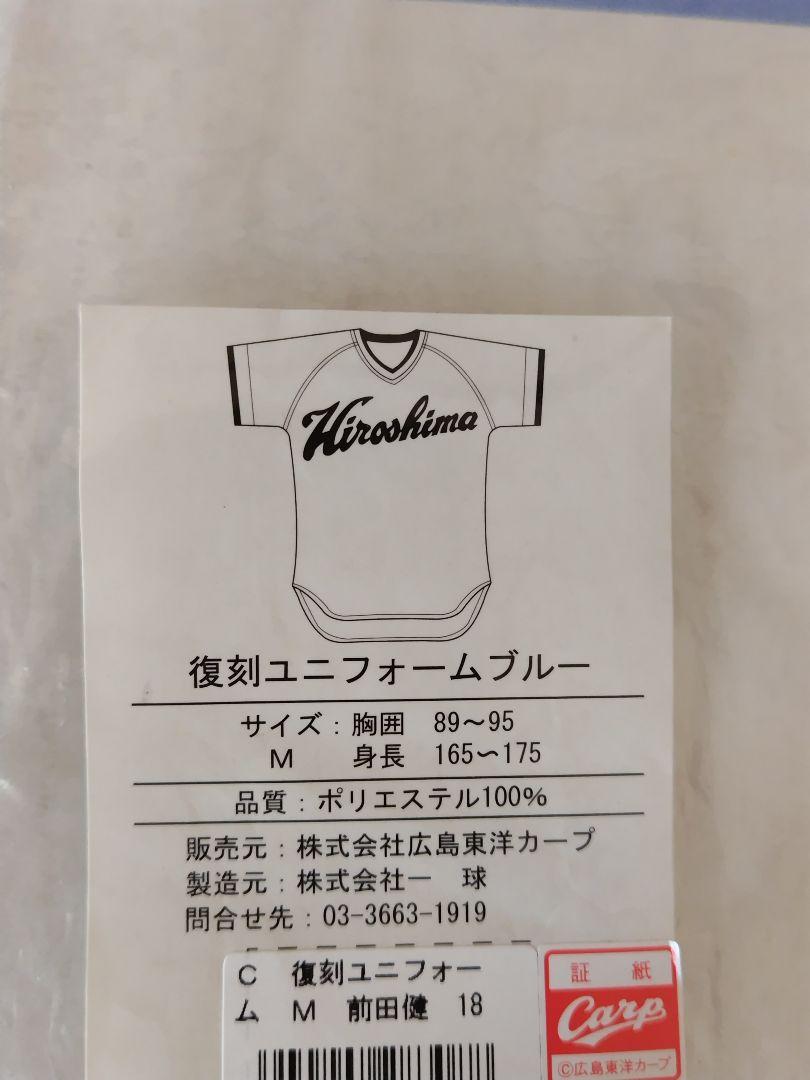 Hiroshima
復刻ユニフォームブルー
サイズ：胸囲　89～95
M　　身長　165～175
品質：ポリエステル100%
販売元：株式会社広島東洋カープ
製造元：株式会社一　球
問合せ先：03-3663-1919
C　復刻ユニフォー
ム　M　前田健　18
証　紙
Carp
©広島東洋カープ